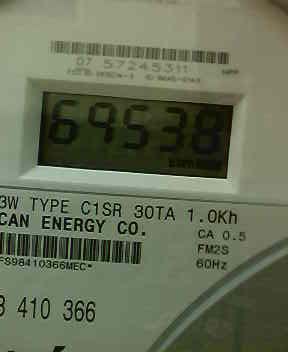 07 57245311
69538
3W TYPE C1SR 30TA 1.0Kh
CAN ENERGY CO.
CA 0.5
FM2S
60Hz
FS98410366MEC*
8 410 366